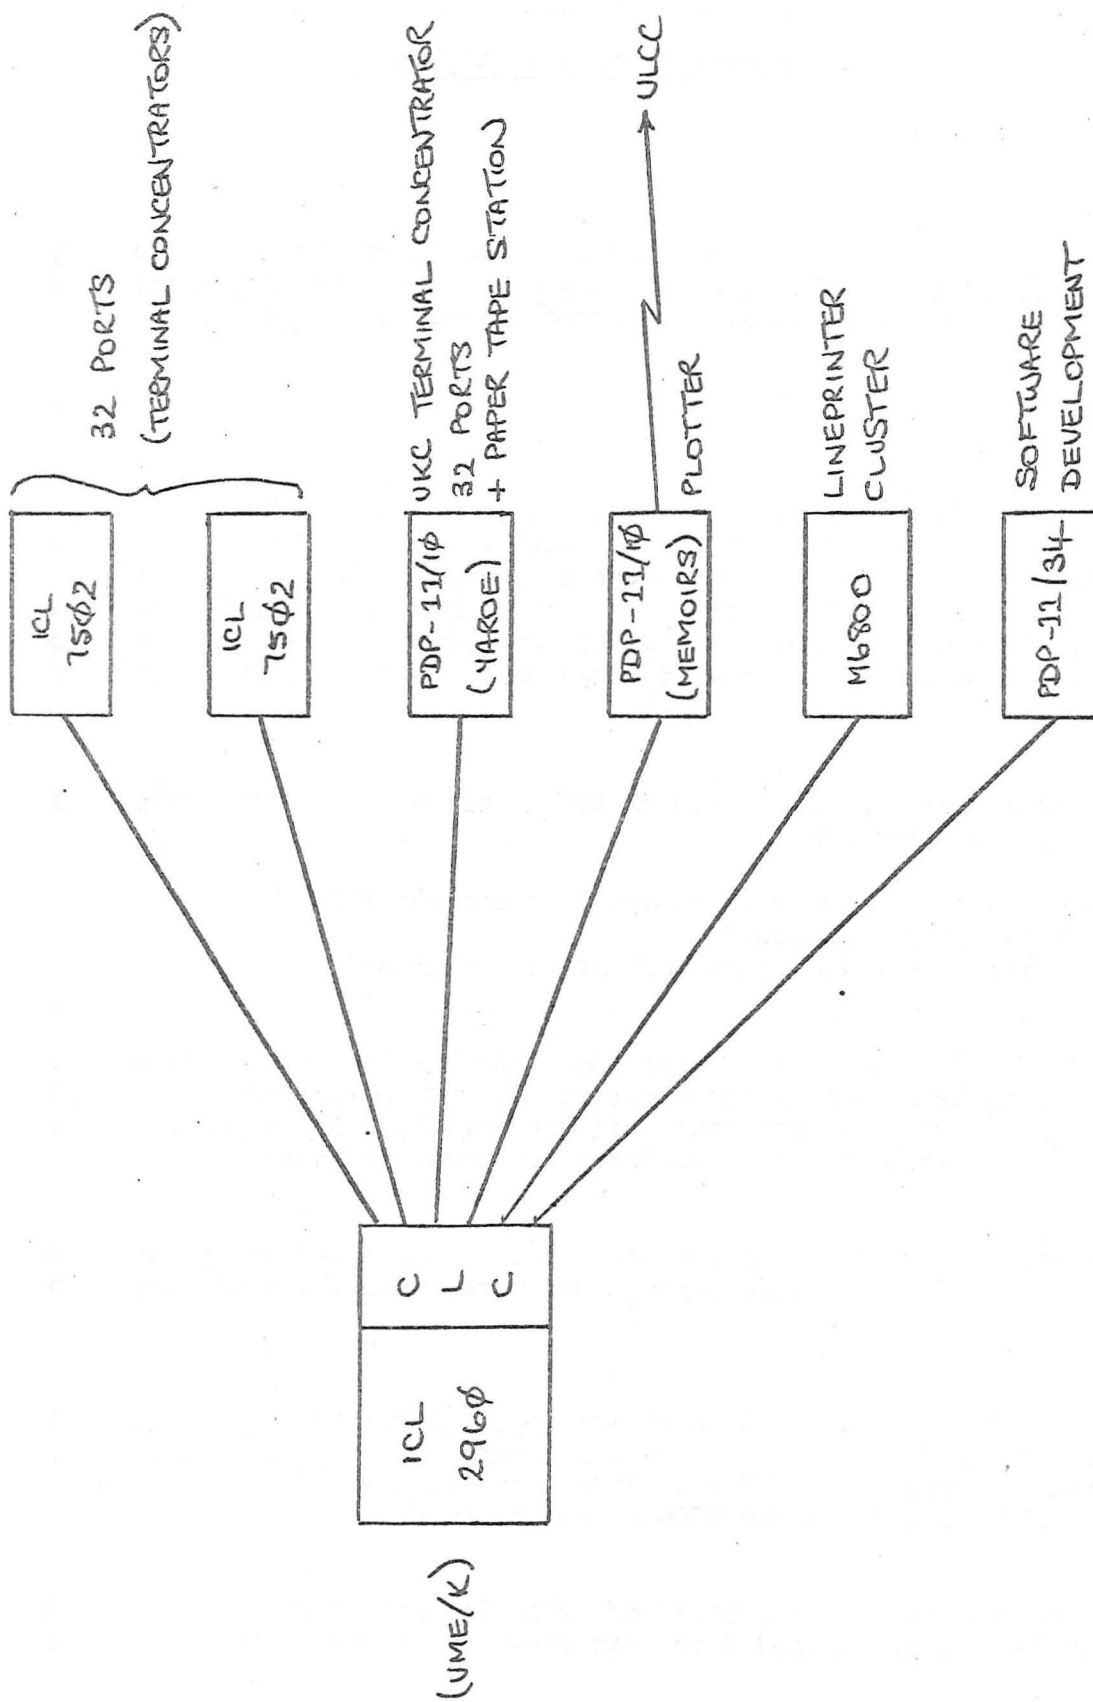 (VME/K)
ICL
296Ø
C
L
C
ICL
75Ø2
ICL
75Ø2
32 PORTS
(TERMINAL CONCENTRATORS)
PDP-11/1Ø
(YAROE)
UKC TERMINAL CONCENTRATOR
32 PORTS
+ PAPER TAPE STATION
PDP-11/1Ø
(MEMOIRS)
PLOTTER
ULCC
M6800
LINEPRINTER
CLUSTER
PDP-11/34
SOFTWARE
DEVELOPMENT